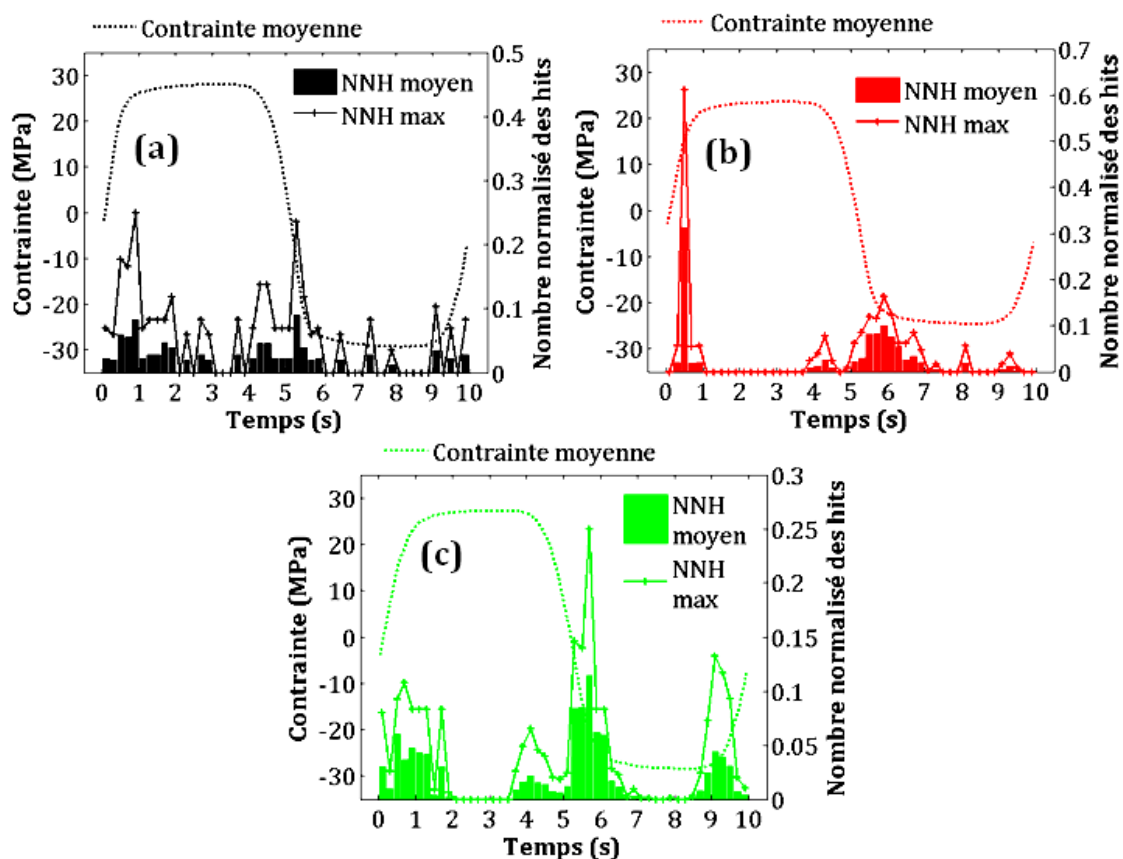 Contrainte moyenne
Contrainte (MPa)
30
20
10
0
-10
-20
-30
(a)
NNH moyen
NNH max
0.5
0.4
0.3
0.2
0.1
0
Nombre normalisé des hits
0 1 2 3 4 5 6 7 8 9 10
Temps (s)
Contrainte moyenne
Contrainte (MPa)
30
20
10
0
-10
-20
-30
(b)
NNH moyen
NNH max
0.7
0.6
0.5
0.4
0.3
0.2
0.1
0
Nombre normalisé des hits
0 1 2 3 4 5 6 7 8 9 10
Temps (s)
Contrainte moyenne
Contrainte (MPa)
30
20
10
0
-10
-20
-30
(c)
NNH
moyen
NNH
max
0.3
0.25
0.2
0.15
0.1
0.05
0
Nombre normalisé des hits
0 1 2 3 4 5 6 7 8 9 10
Temps (s)